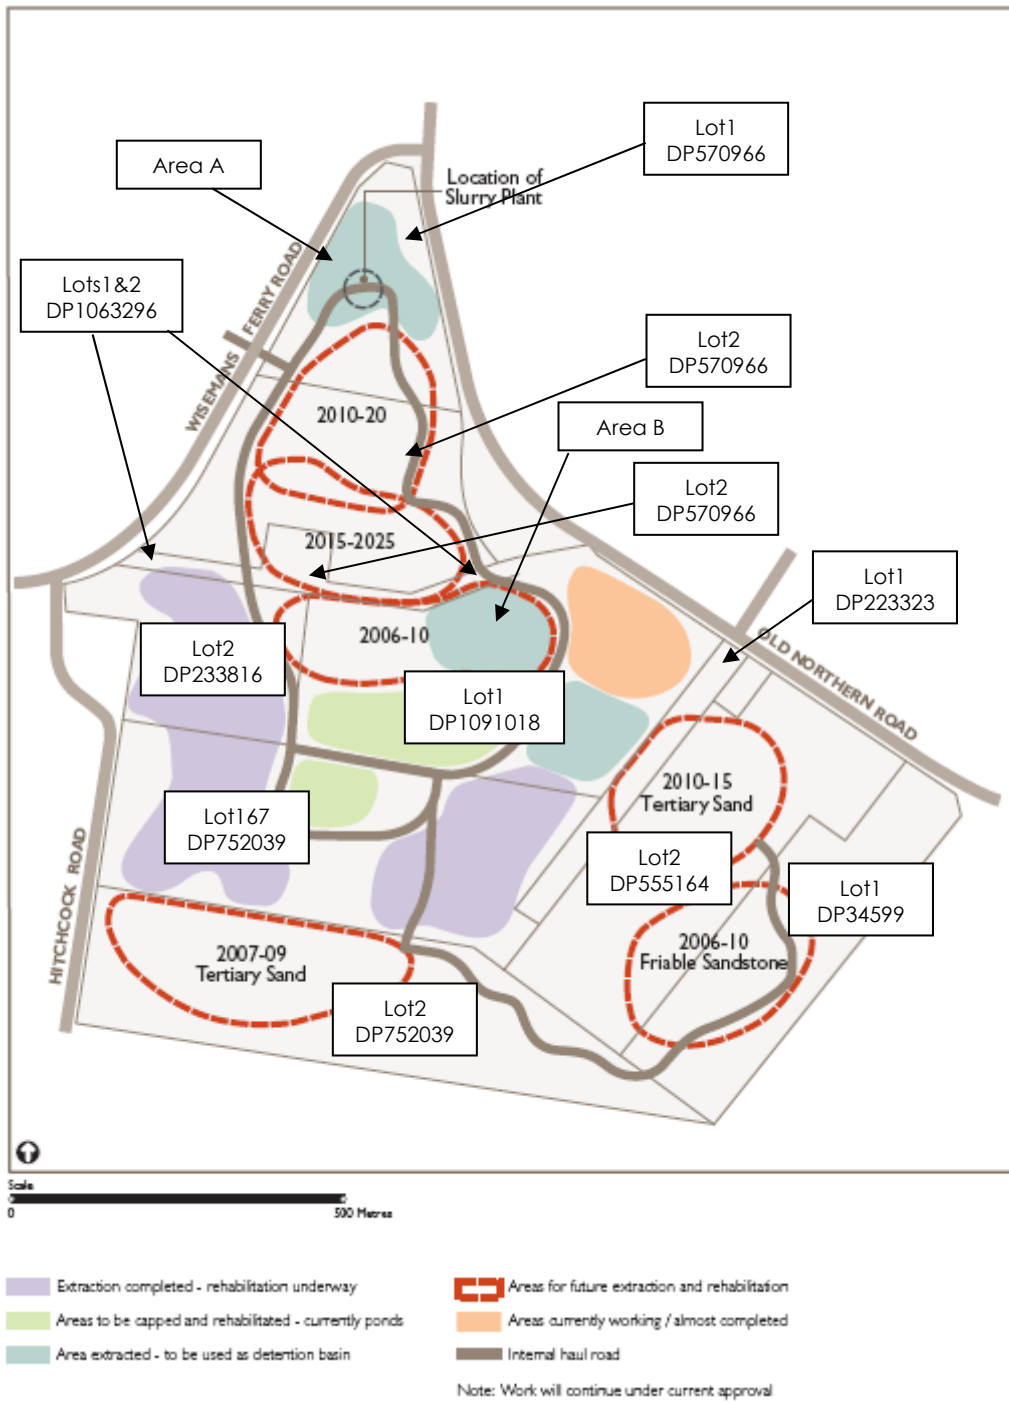 Lot1
DP570966
Area A
Location of
Slurry Plant
Lots1&2
DP1063296
WISEMANS FERRY ROAD
Lot2
DP570966
2010-20
Area B
Lot2
DP570966
2015-2025
Lot1
DP223323
2006-10
Lot2
DP233816
OLD NORTHERN ROAD
Lot1
DP1091018
2010-15
Tertiary Sand
Lot167
DP752039
Lot2
DP555164
Lot1
DP34599
HITCHCOCK ROAD
2007-09
Tertiary Sand
2006-10
Friable Sandstone
Lot2
DP752039
Scale
0
500 Metres
Extraction completed - rehabilitation underway
Areas to be capped and rehabilitated - currently ponds
Area extracted - to be used as detention basin
Areas for future extraction and rehabilitation
Areas currently working / almost completed
Internal haul road
Note: Work will continue under current approval